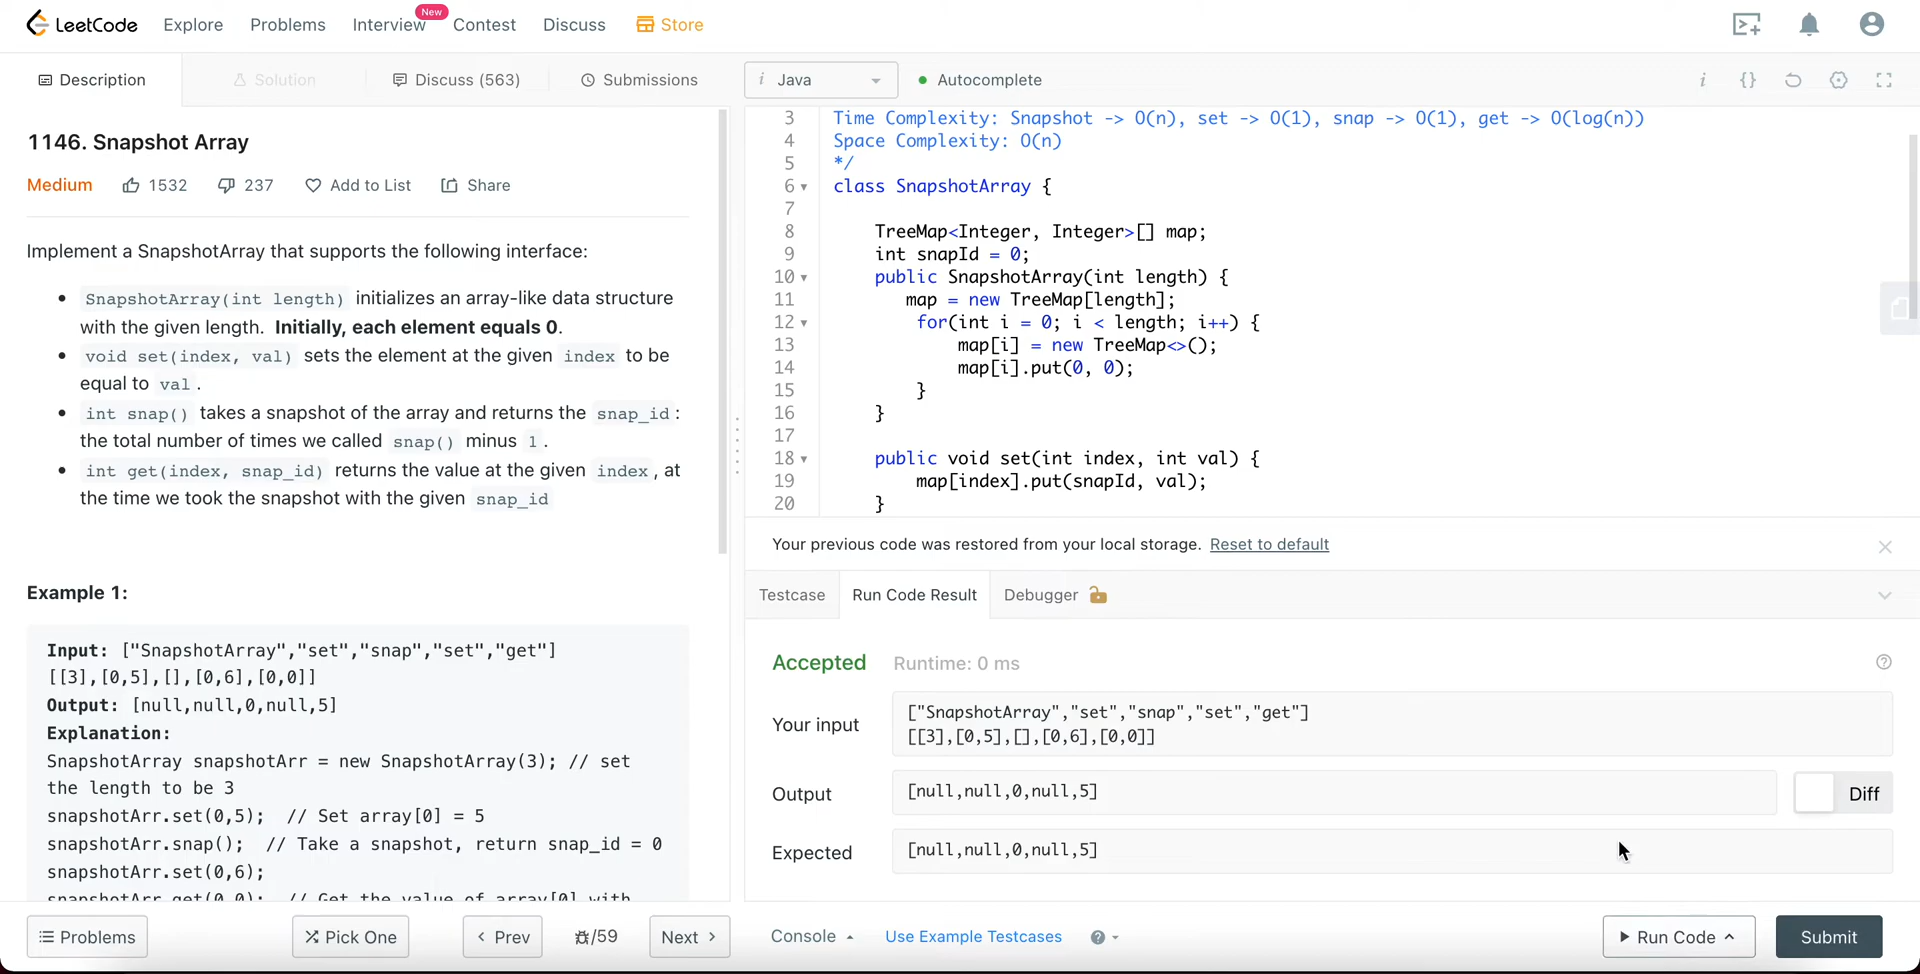 LeetCode Explore Problems Interview New Contest Discuss Store
Description Solution Discuss (563) Submissions
1146. Snapshot Array
Medium 1532 237 Add to List Share
Implement a SnapshotArray that supports the following interface:
• SnapshotArray(int length) initializes an array-like data structure
with the given length. Initially, each element equals 0.
• void set(index, val) sets the element at the given index to be
equal to val.
• int snap() takes a snapshot of the array and returns the snap_id:
the total number of times we called snap() minus 1.
• int get(index, snap_id) returns the value at the given index, at
the time we took the snapshot with the given snap_id
Example 1:
Input: ["SnapshotArray","set","snap","set","get"]
[[3],[0,5],[],[0,6],[0,0]]
Output: [null,null,0,null,5]
Explanation:
SnapshotArray snapshotArr = new SnapshotArray(3); // set
the length to be 3
snapshotArr.set(0,5);  // Set array[0] = 5
snapshotArr.snap();  // Take a snapshot, return snap_id = 0
snapshotArr.set(0,6);
snapshotArr.get(0,0);  // Get the value of array[0] with
Problems Pick One < Prev /59 Next >
i Java Autocomplete i {}
3 Time Complexity: Snapshot -> O(n), set -> O(1), snap -> O(1), get -> O(log(n))
4 Space Complexity: O(n)
5 */
6 class SnapshotArray {
7
8 TreeMap<Integer, Integer>[] map;
9 int snapId = 0;
10 public SnapshotArray(int length) {
11 map = new TreeMap[length];
12 for(int i = 0; i < length; i++) {
13 map[i] = new TreeMap<>();
14 map[i].put(0, 0);
15 }
16 }
17
18 public void set(int index, int val) {
19 map[index].put(snapId, val);
20 }
Your previous code was restored from your local storage. Reset to default
Testcase Run Code Result Debugger
Accepted Runtime: 0 ms
Your input ["SnapshotArray","set","snap","set","get"]
[[3],[0,5],[],[0,6],[0,0]]
Output [null,null,0,null,5] Diff
Expected [null,null,0,null,5]
Console Use Example Testcases Run Code Submit